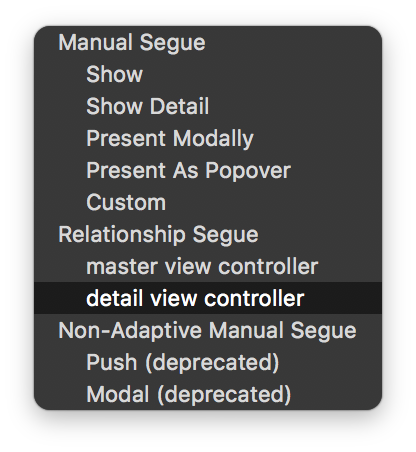 Manual Segue
Show
Show Detail
Present Modally
Present As Popover
Custom
Relationship Segue
master view controller
detail view controller
Non-Adaptive Manual Segue
Push (deprecated)
Modal (deprecated)